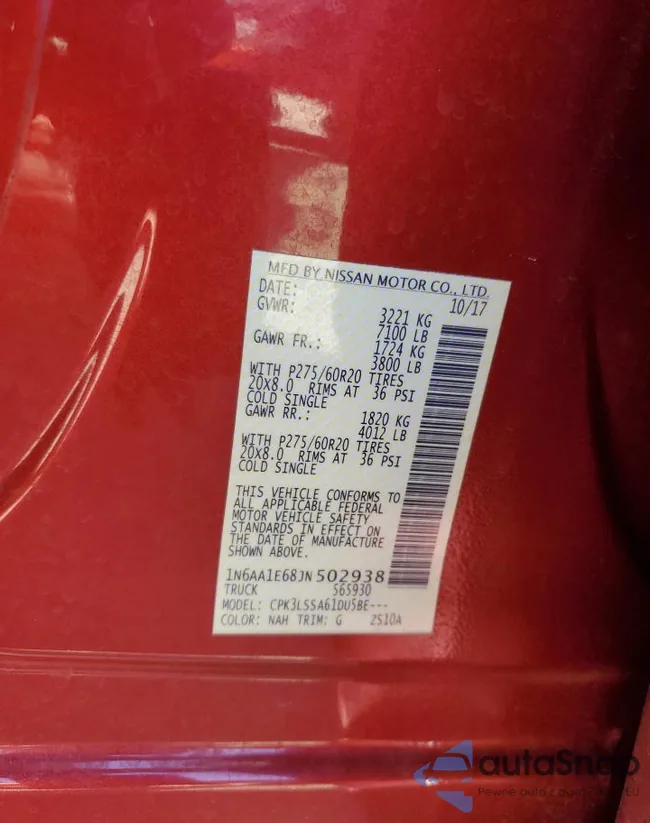 MFD BY NISSAN MOTOR CO., LTD.
DATE: 10/17
GVWR: 3221 KG
7100 LB
GAWR FR.: 1724 KG
3800 LB
WITH P275/60R20 TIRES
20X8.0 RIMS AT 36 PSI
COLD SINGLE
GAWR RR.: 1820 KG
4012 LB
WITH P275/60R20 TIRES
20X8.0 RIMS AT 36 PSI
COLD SINGLE
THIS VEHICLE CONFORMS TO
ALL APPLICABLE FEDERAL
MOTOR VEHICLE SAFETY
STANDARDS IN EFFECT ON
THE DATE OF MANUFACTURE
SHOWN ABOVE.
1N6AA1E68JN502938
TRUCK 565930
MODEL: CPK3LSSA61DU5BE---
COLOR: NAH TRIM: G 2S10A
autaSnap
Pewne auto z